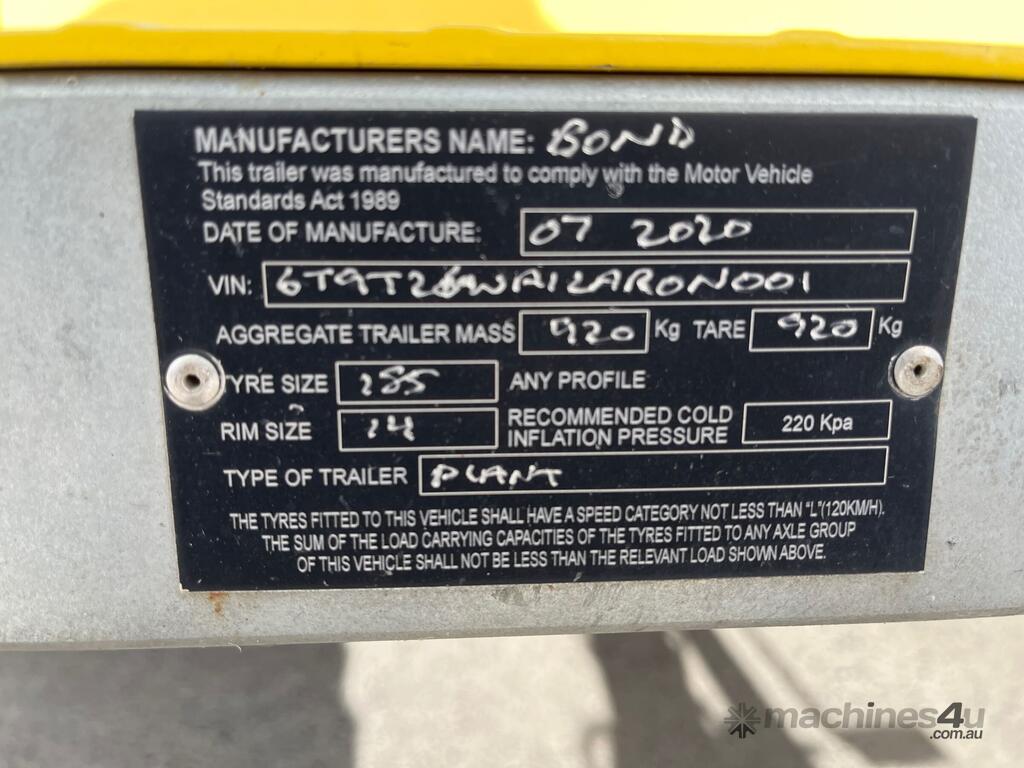 MANUFACTURERS NAME: BOND
This trailer was manufactured to comply with the Motor Vehicle
Standards Act 1989
DATE OF MANUFACTURE: 07 2020
VIN:
AGGREGATE TRAILER MASS 920 Kg TARE 920 Kg
TYRE SIZE 185 ANY PROFILE
RIM SIZE 14 RECOMMENDED COLD
INFLATION PRESSURE 220 Kpa
TYPE OF TRAILER PLANT
THE TYRES FITTED TO THIS VEHICLE SHALL HAVE A SPEED CATEGORY NOT LESS THAN "L"(120KM/H).
THE SUM OF THE LOAD CARRYING CAPACITIES OF THE TYRES FITTED TO ANY AXLE GROUP
OF THIS VEHICLE SHALL NOT BE LESS THAN THE RELEVANT LOAD SHOWN ABOVE.
machines4u
.com.au